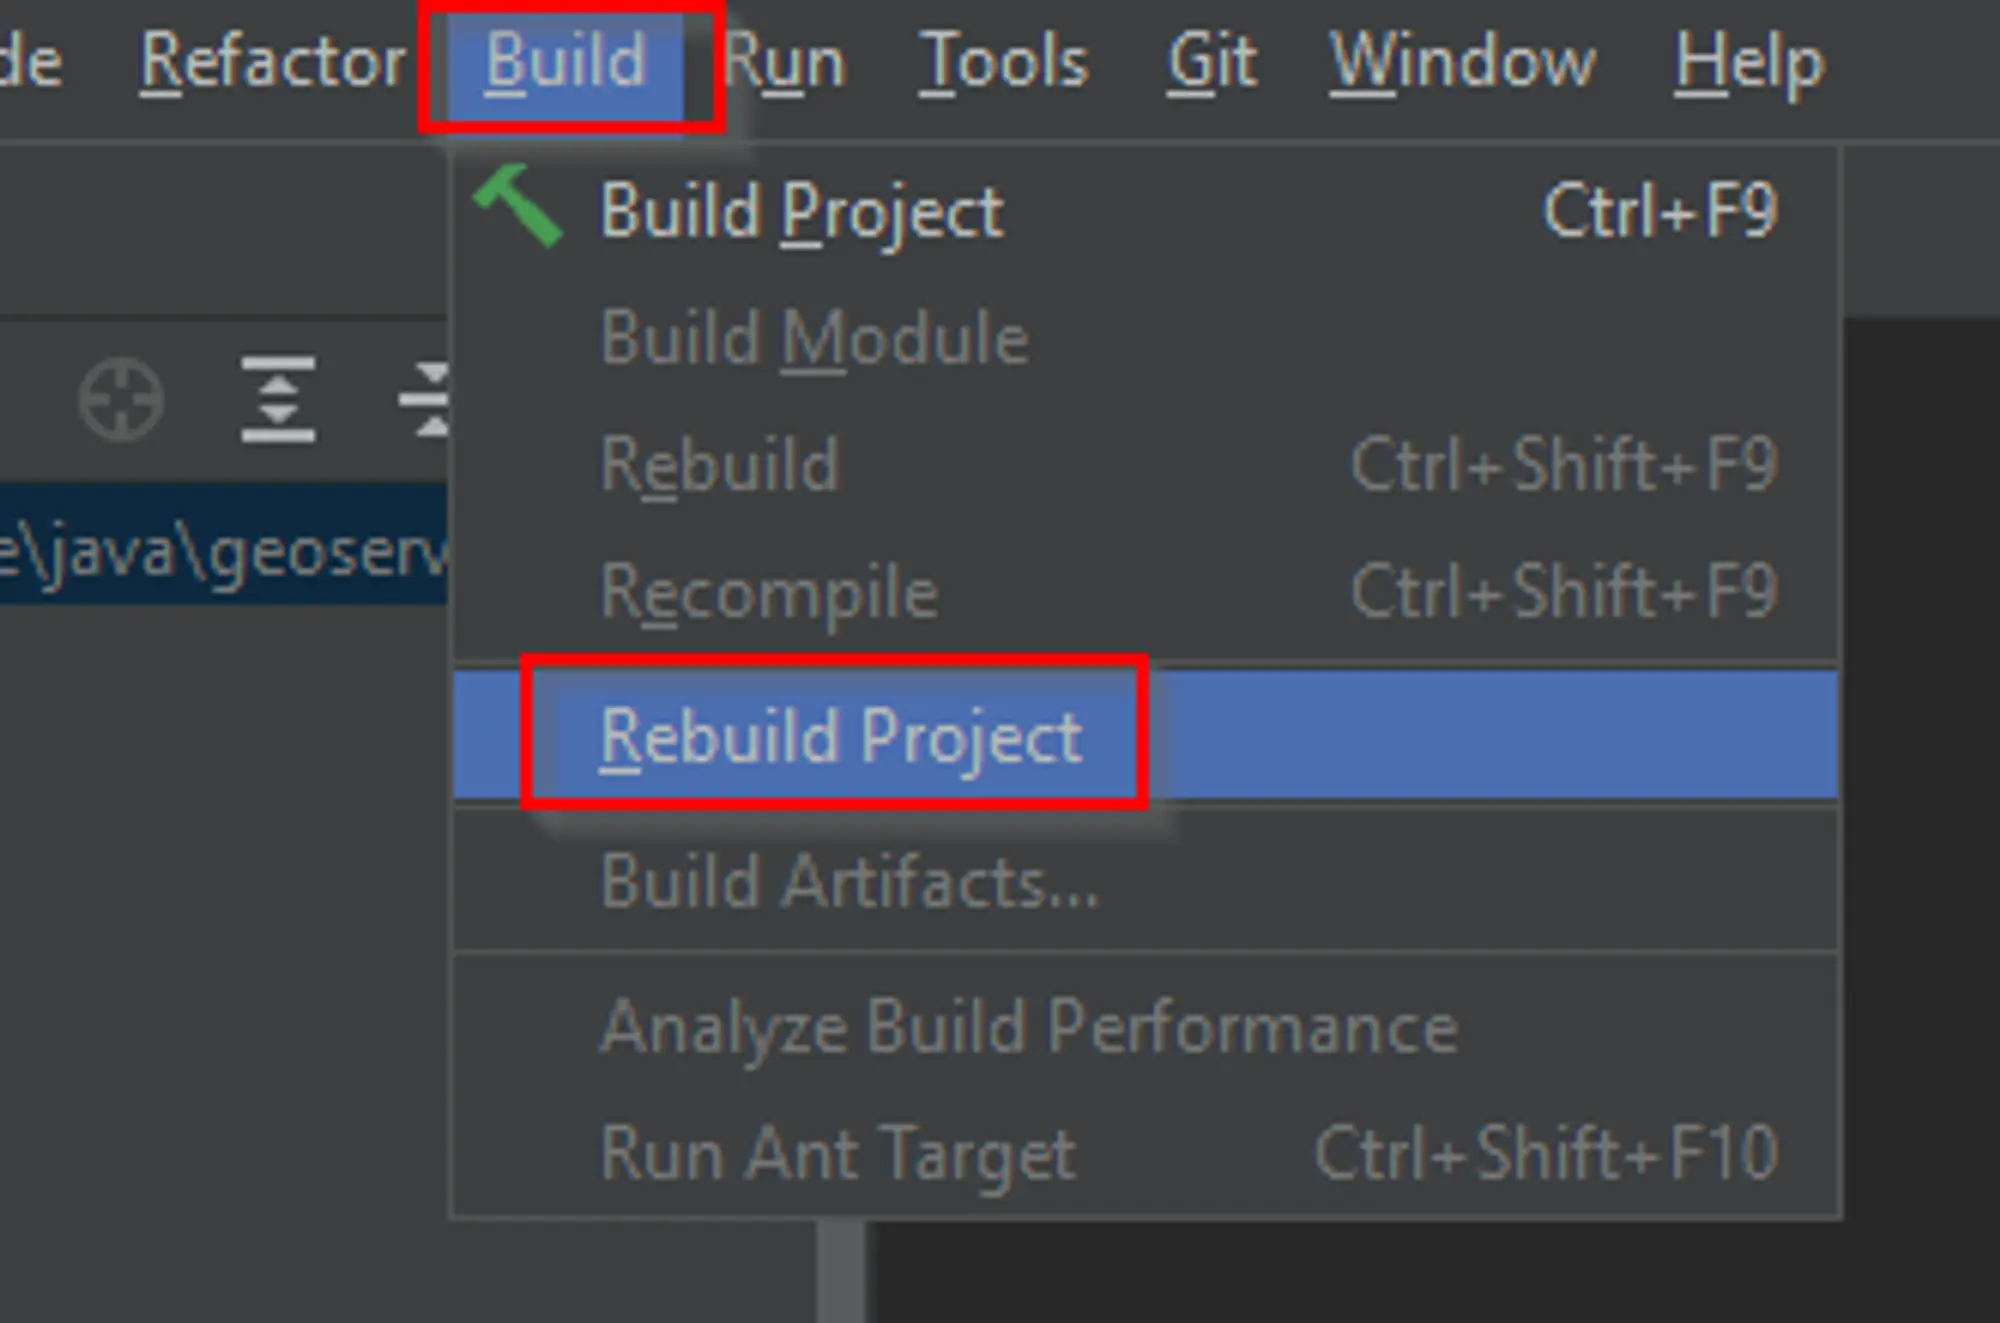 de Refactor Build Run Tools Git Window Help
Build Project Ctrl+F9
Build Module
Rebuild Ctrl+Shift+F9
Recompile Ctrl+Shift+F9
e\java\geoserv
Rebuild Project
Build Artifacts...
Analyze Build Performance
Run Ant Target Ctrl+Shift+F10